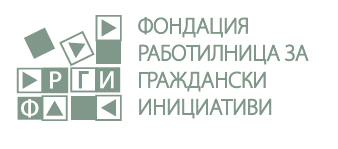 ФОНДАЦИЯ
РАБОТИЛНИЦА ЗА
ГРАЖДАНСКИ
ИНИЦИАТИВИ
РГИ
Ф